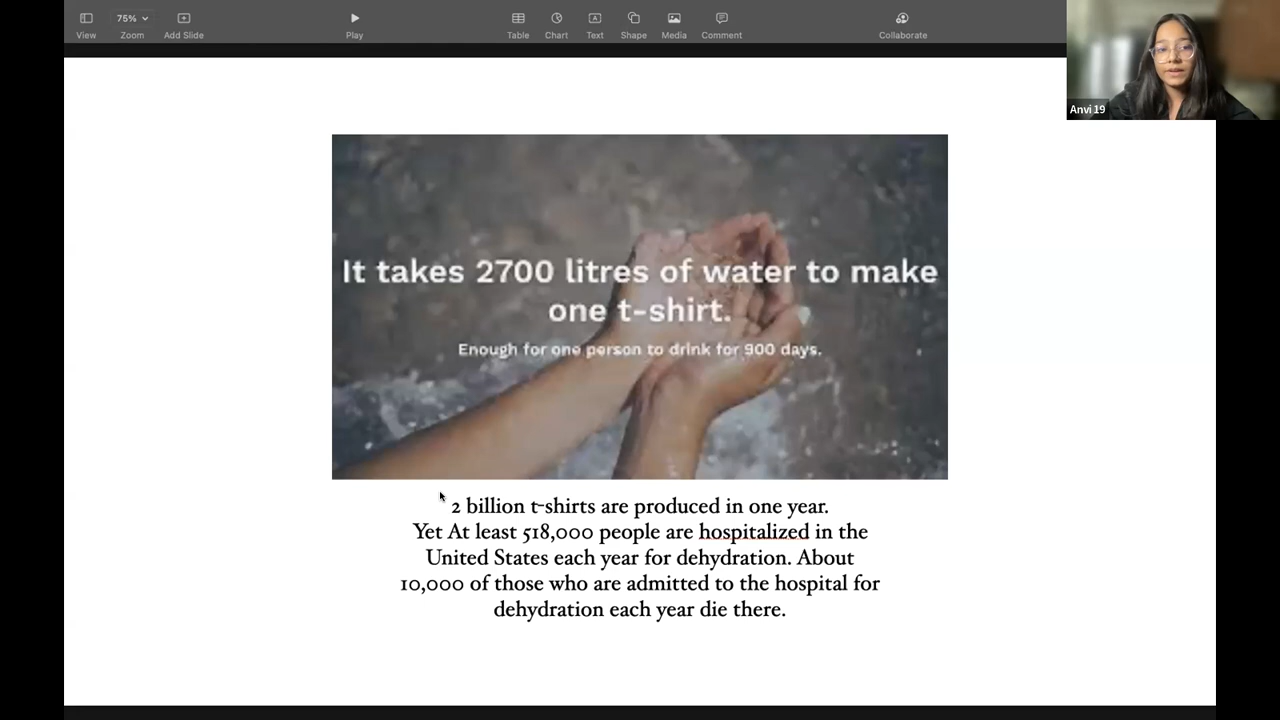 75%
View
Zoom
Add Slide
Play
Table
Chart
Text
Shape
Media
Comment
Collaborate
Anvi 19
It takes 2700 litres of water to make
one t-shirt.
Enough for one person to drink for 900 days.
2 billion t-shirts are produced in one year.
Yet At least 518,000 people are hospitalized in the
United States each year for dehydration. About
10,000 of those who are admitted to the hospital for
dehydration each year die there.